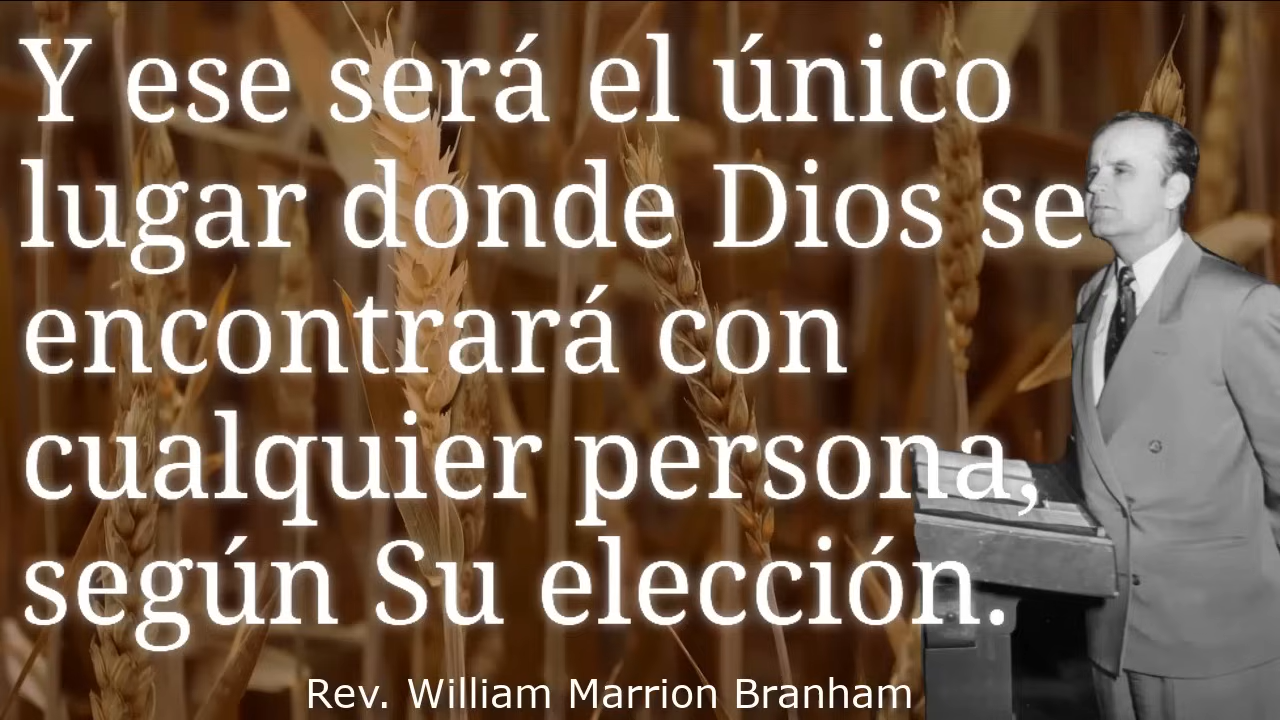 Y ese será el único
lugar donde Dios se
encontrará con
cualquier persona,
según Su elección.
Rev. William Marrion Branham